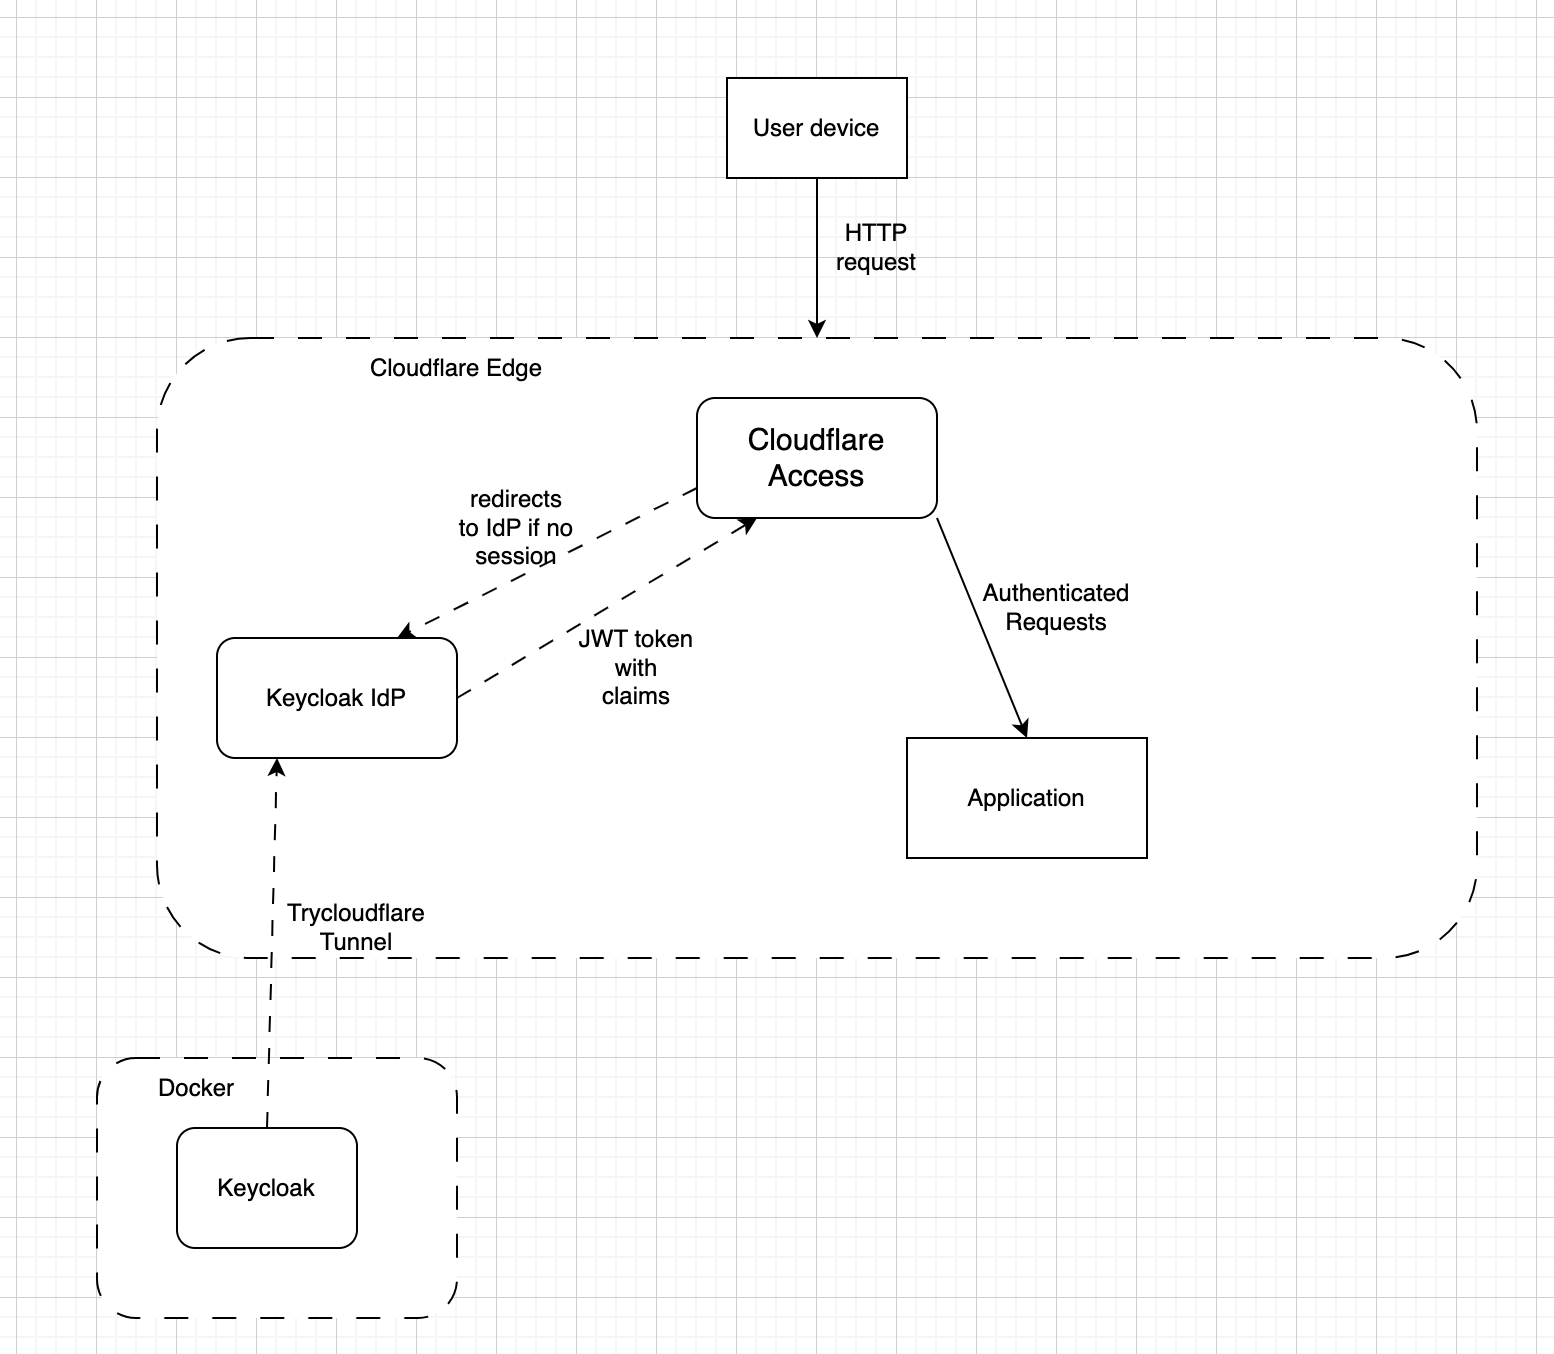 User device
HTTP
request
Cloudflare Edge
Cloudflare
Access
redirects
to IdP if no
session
Authenticated
Requests
JWT token
with
claims
Keycloak IdP
Application
Trycloudflare
Tunnel
Docker
Keycloak